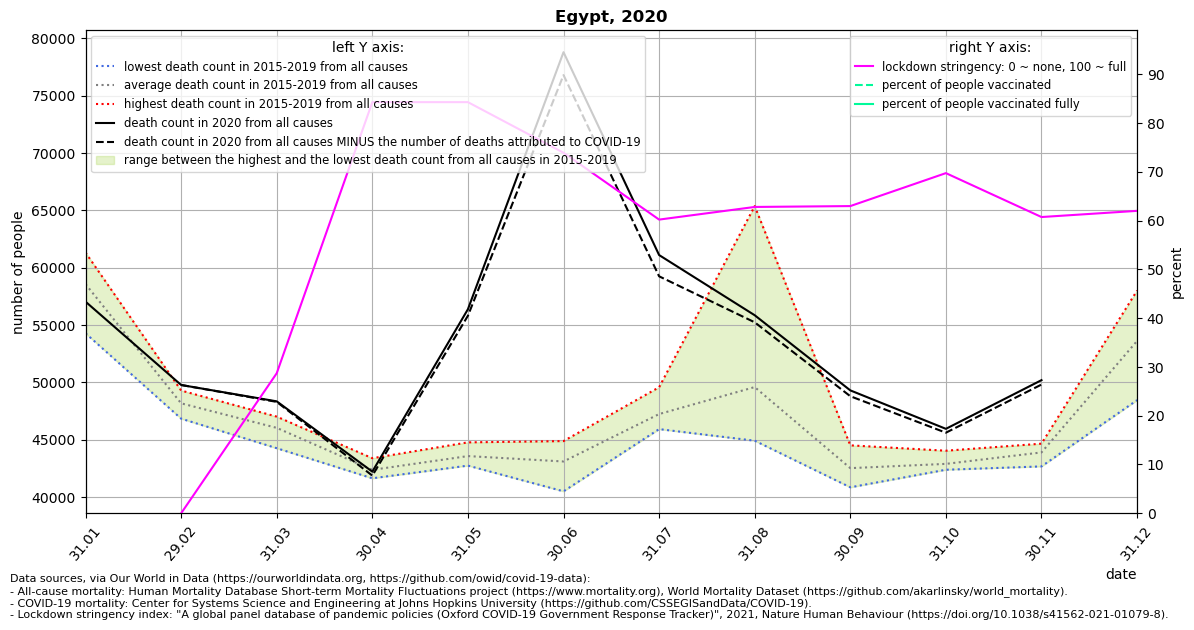 Egypt, 2020
left Y axis:
lowest death count in 2015-2019 from all causes
average death count in 2015-2019 from all causes
highest death count in 2015-2019 from all causes
death count in 2020 from all causes
death count in 2020 from all causes MINUS the number of deaths attributed to COVID-19
range between the highest and the lowest death count from all causes in 2015-2019
right Y axis:
lockdown stringency: 0 ~ none, 100 ~ full
percent of people vaccinated
percent of people vaccinated fully
number of people
80000
75000
70000
65000
60000
55000
50000
45000
40000
percent
90
80
70
60
50
40
30
20
10
0
31.01
29.02
31.03
30.04
31.05
30.06
31.07
31.08
30.09
31.10
30.11
31.12
date
Data sources, via Our World in Data (https://ourworldindata.org, https://github.com/owid/covid-19-data):
- All-cause mortality: Human Mortality Database Short-term Mortality Fluctuations project (https://www.mortality.org), World Mortality Dataset (https://github.com/akarlinsky/world_mortality).
- COVID-19 mortality: Center for Systems Science and Engineering at Johns Hopkins University (https://github.com/CSSEGISandData/COVID-19).
- Lockdown stringency index: "A global panel database of pandemic policies (Oxford COVID-19 Government Response Tracker)", 2021, Nature Human Behaviour (https://doi.org/10.1038/s41562-021-01079-8).